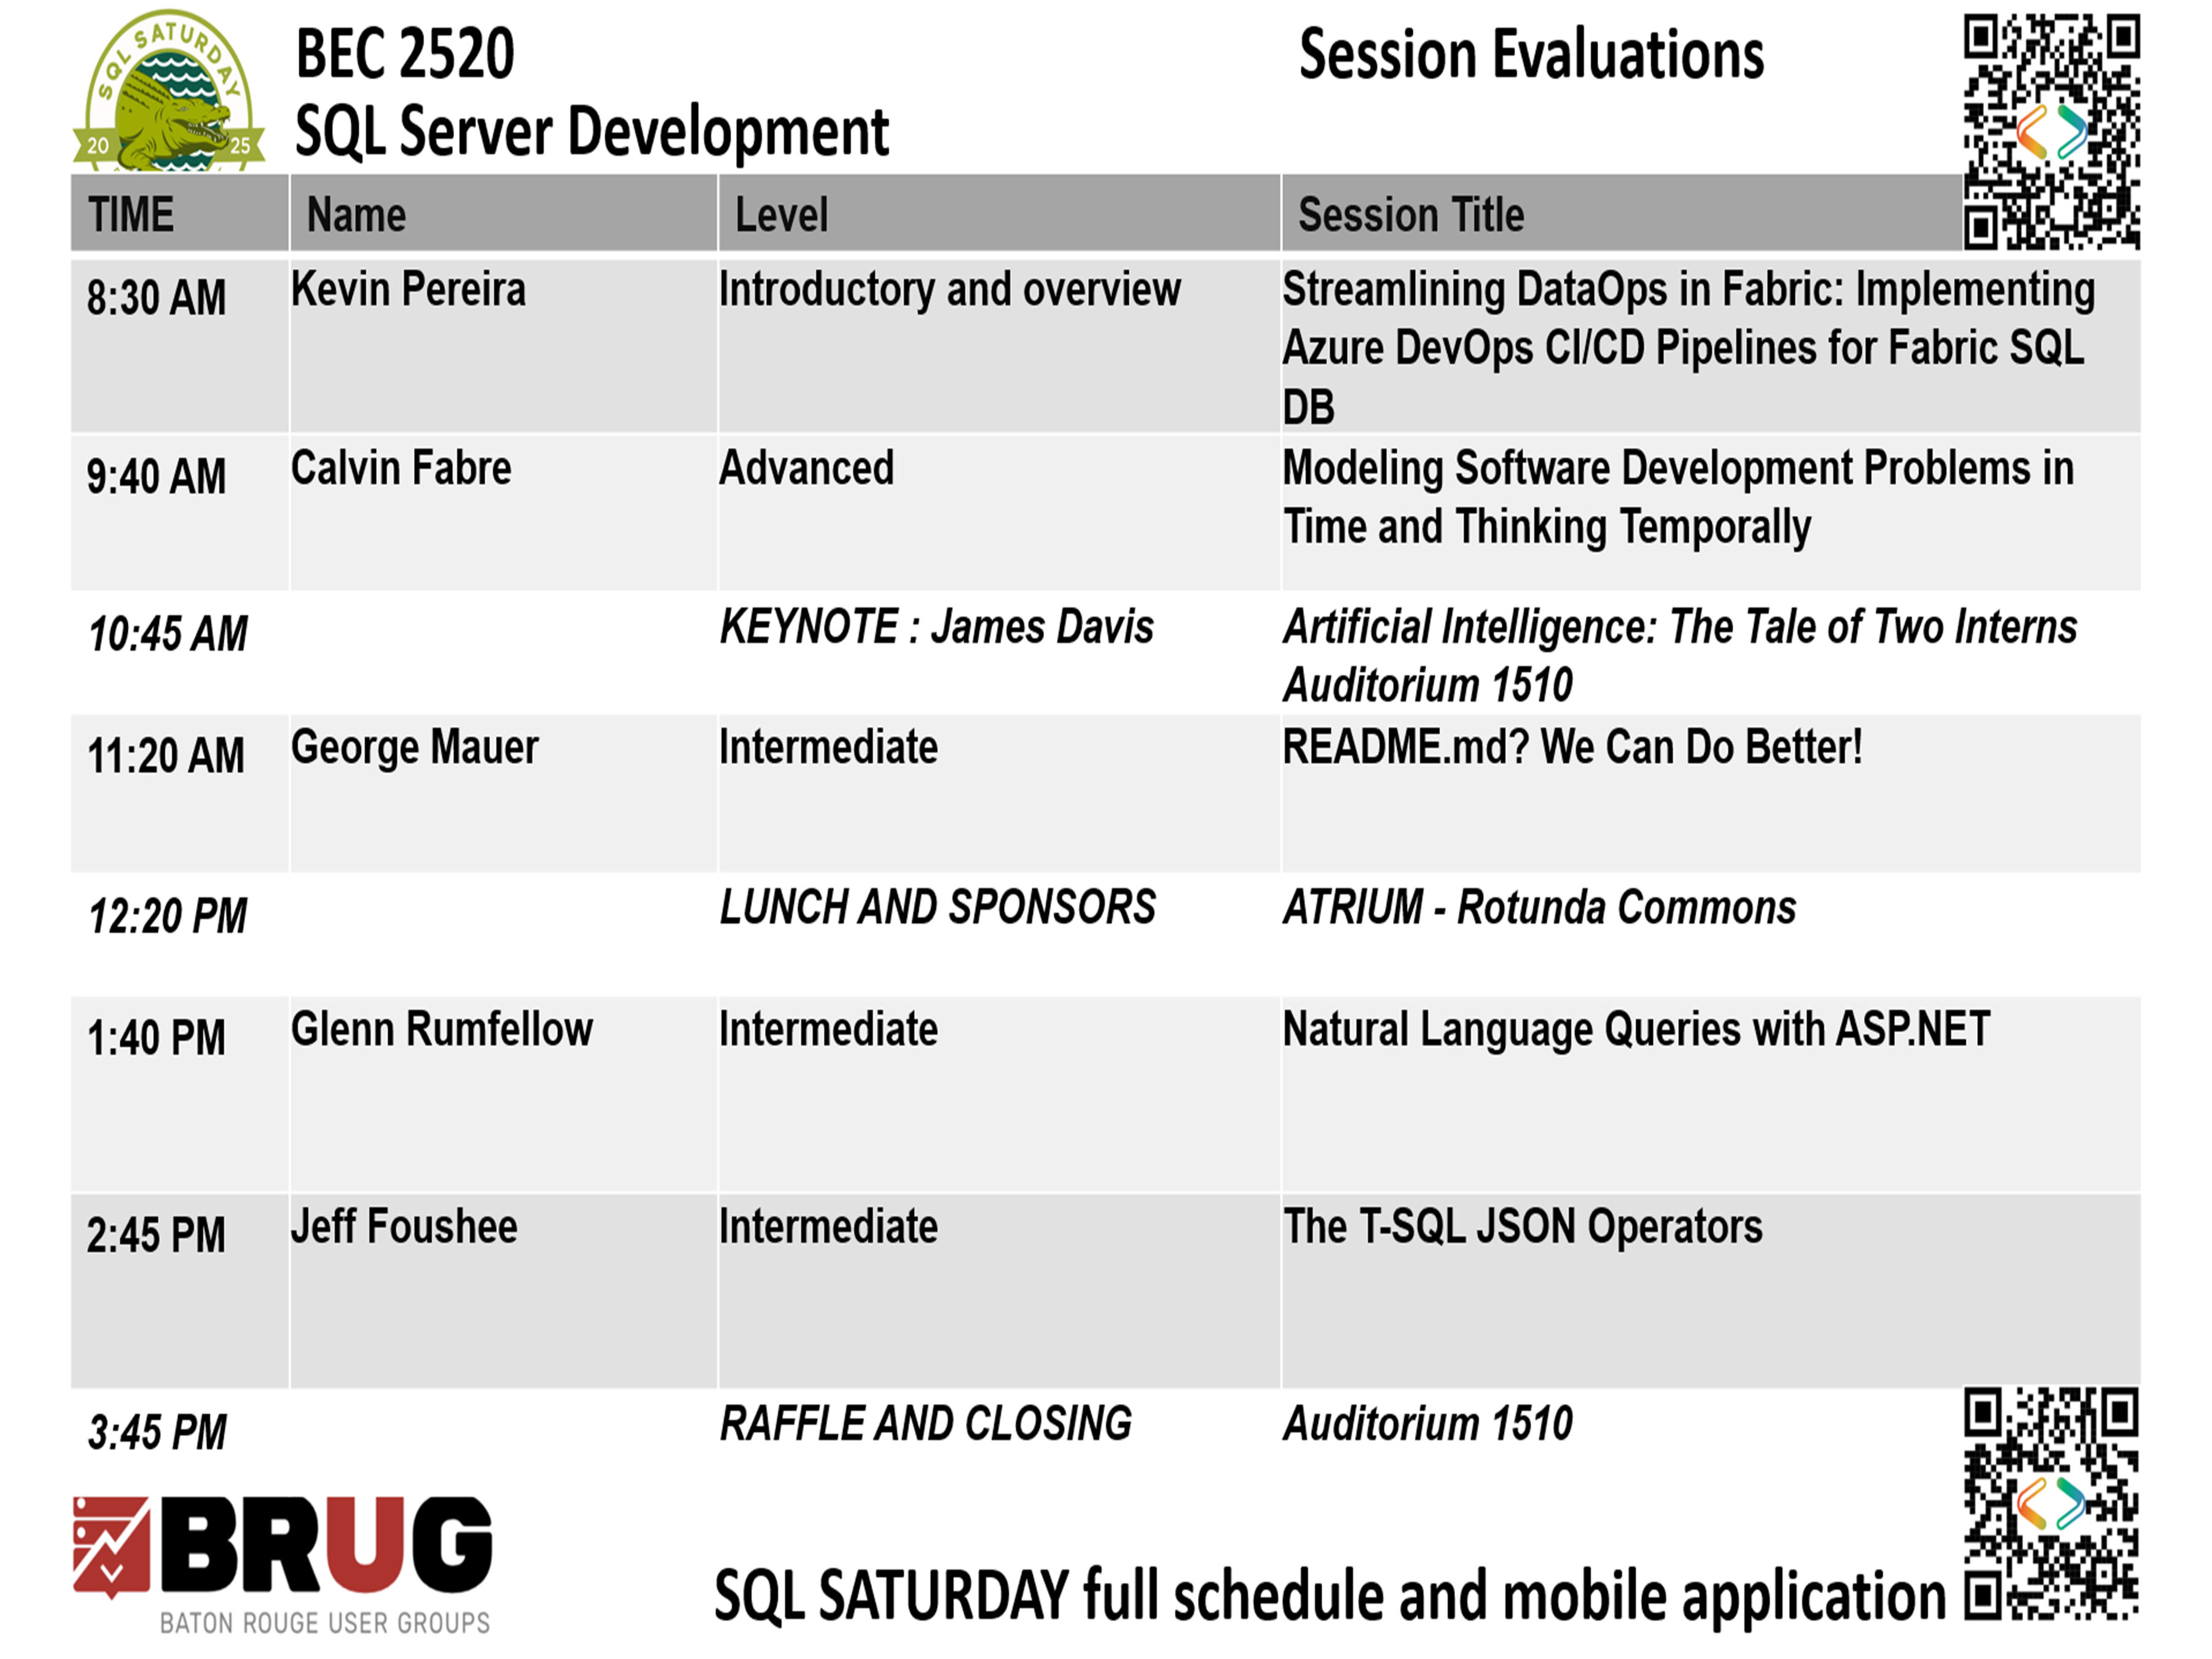 SQL SATURDAY
20 25
BEC 2520
SQL Server Development
Session Evaluations
TIME Name Level Session Title
8:30 AM Kevin Pereira Introductory and overview Streamlining DataOps in Fabric: Implementing
Azure DevOps CI/CD Pipelines for Fabric SQL
DB
9:40 AM Calvin Fabre Advanced Modeling Software Development Problems in
Time and Thinking Temporally
10:45 AM KEYNOTE : James Davis Artificial Intelligence: The Tale of Two Interns
Auditorium 1510
11:20 AM George Mauer Intermediate README.md? We Can Do Better!
12:20 PM LUNCH AND SPONSORS ATRIUM - Rotunda Commons
1:40 PM Glenn Rumfellow Intermediate Natural Language Queries with ASP.NET
2:45 PM Jeff Foushee Intermediate The T-SQL JSON Operators
3:45 PM RAFFLE AND CLOSING Auditorium 1510
BRUG
BATON ROUGE USER GROUPS
SQL SATURDAY full schedule and mobile application